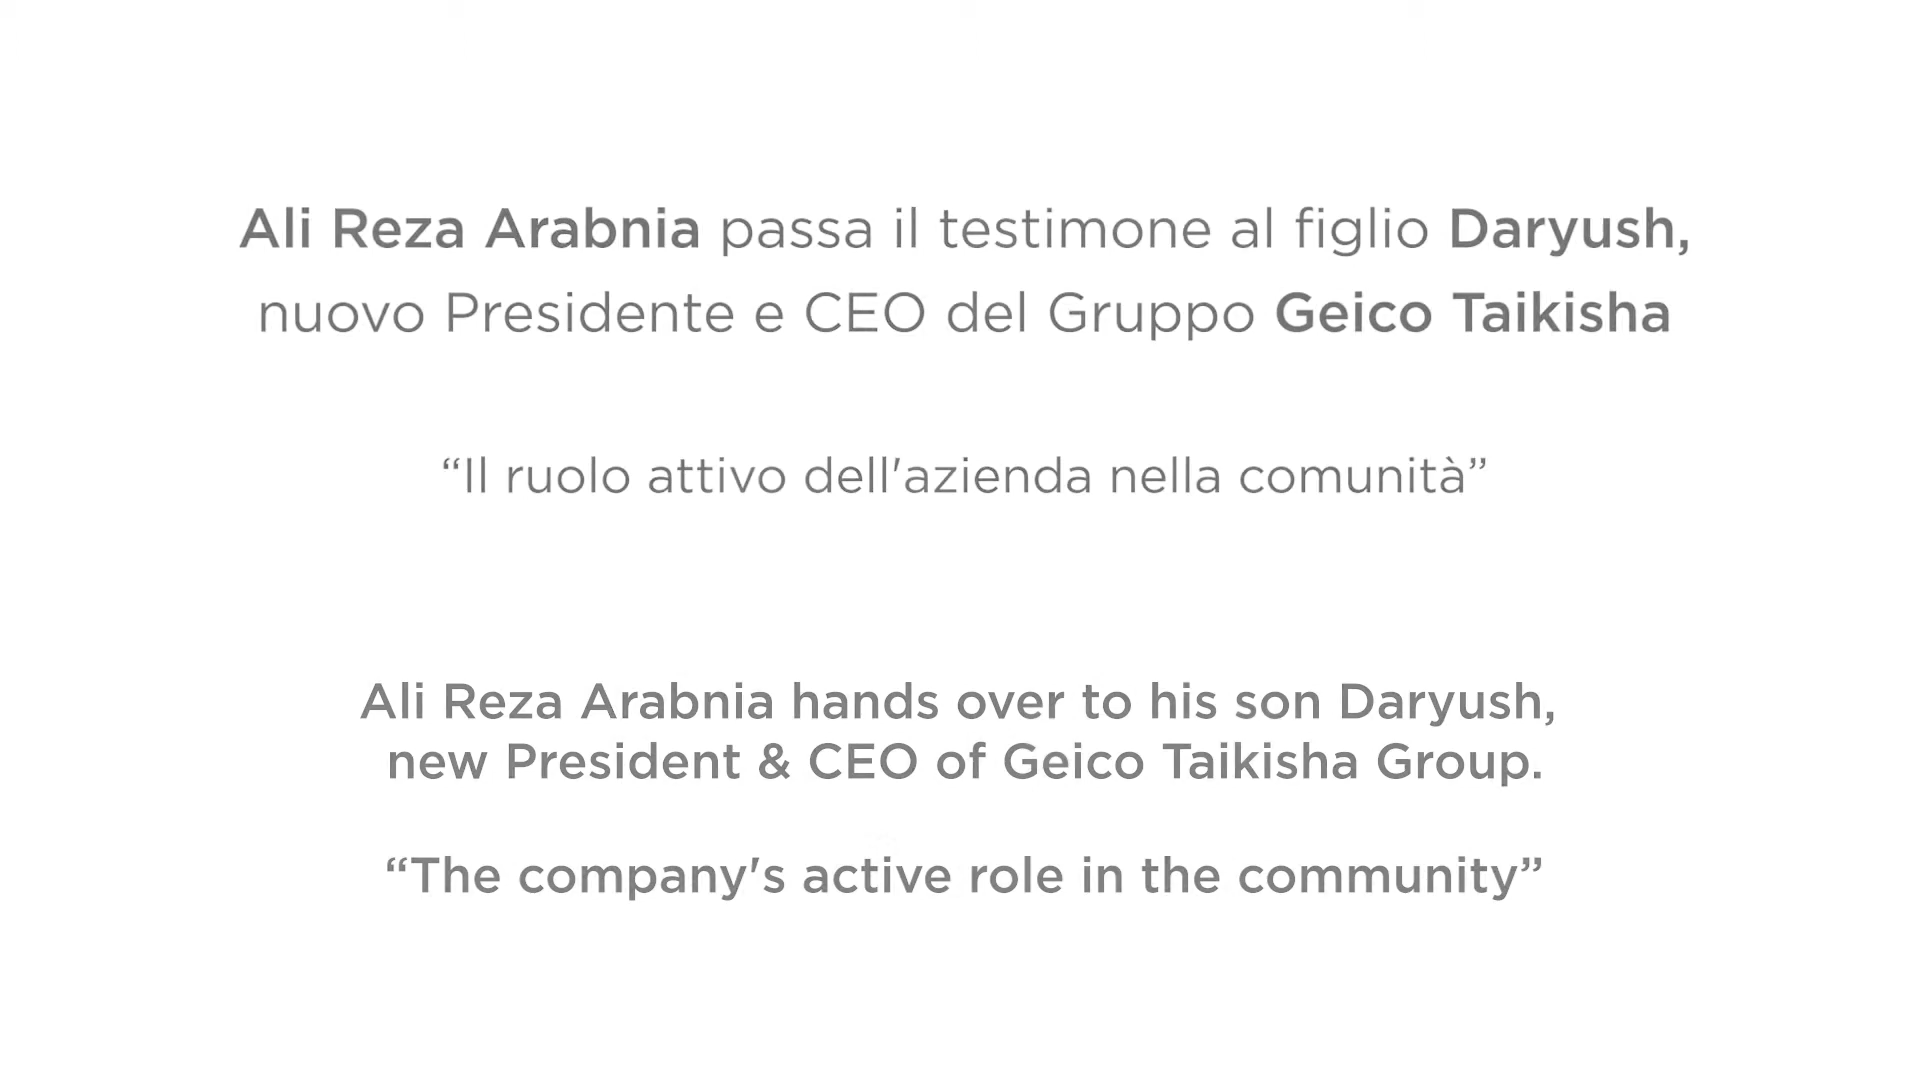 Ali Reza Arabnia passa il testimone al figlio Daryush,
nuovo Presidente e CEO del Gruppo Geico Taikisha
“Il ruolo attivo dell'azienda nella comunità”
Ali Reza Arabnia hands over to his son Daryush,
new President & CEO of Geico Taikisha Group.
“The company's active role in the community”